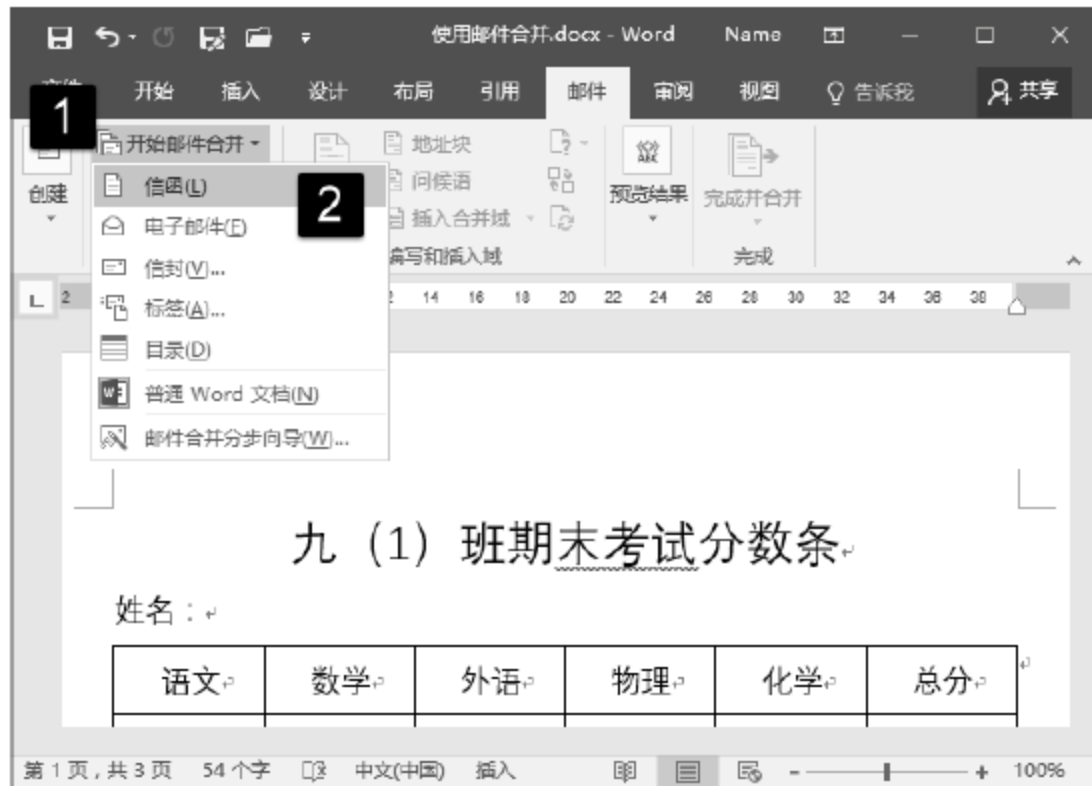 使用邮件合并.docx - Word Name
文件 开始 插入 设计 布局 引用 邮件 审阅 视图 告诉我 共享
1
开始邮件合并 地址块
创建 信函(L) 2 问候语 预览结果 完成并合并
电子邮件(E) 插入合并域
信封(V)... 编写和插入域 完成
L 2 2 14 16 18 20 22 24 26 28 30 32 34 36 38
标签(A)...
目录(D)
普通 Word 文档(N)
邮件合并分步向导(W)...
九（1）班期末考试分数条
姓名：
语文 数学 外语 物理 化学 总分
第 1 页，共 3 页 54 个字 中文(中国) 插入 - + 100%